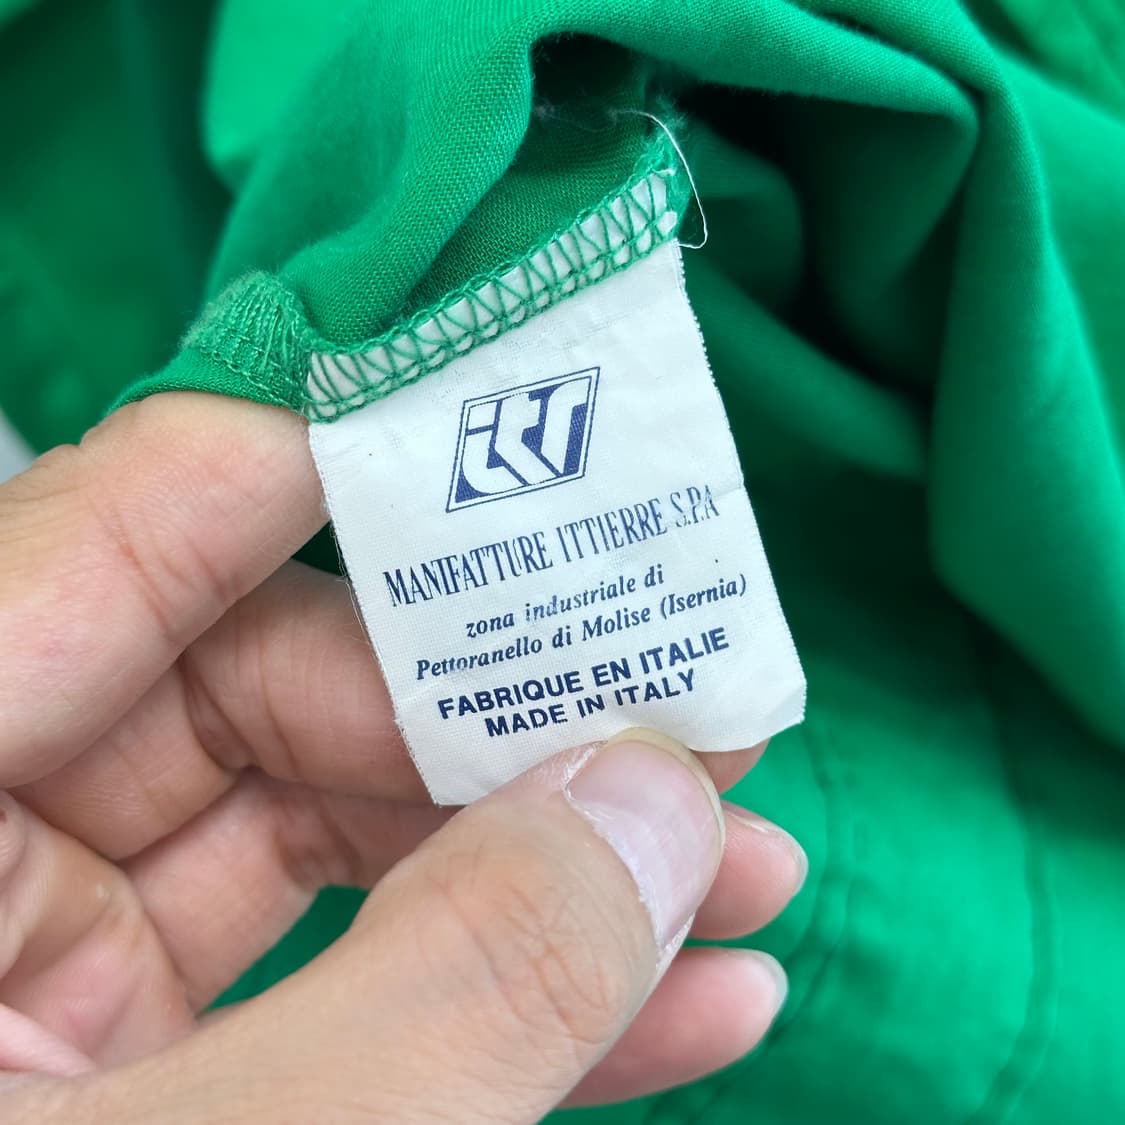 itr
MANIFATTURE ITTIERRE S.P.A
zona industriale di
Pettoranello di Molise (Isernia)
FABRIQUE EN ITALIE
MADE IN ITALY